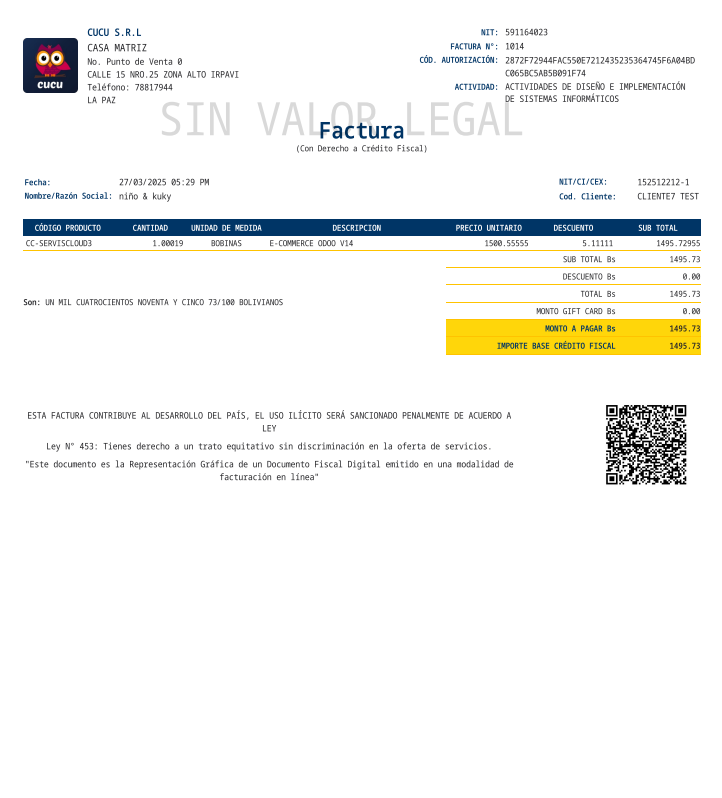 cucu
CUCU S.R.L
CASA MATRIZ
No. Punto de Venta 0
CALLE 15 NRO.25 ZONA ALTO IRPAVI
Teléfono: 78817944
LA PAZ
NIT: 591164023
FACTURA N°: 1014
CÓD. AUTORIZACIÓN: 2872F72944FAC550E7212435235364745F6A04BD
C065BC5AB5B091F74
ACTIVIDAD: ACTIVIDADES DE DISEÑO E IMPLEMENTACIÓN
DE SISTEMAS INFORMÁTICOS
SIN VALOR LEGAL
Factura
(Con Derecho a Crédito Fiscal)
Fecha: 27/03/2025 05:29 PM
NIT/CI/CEX: 152512212-1
Nombre/Razón Social: niño & kuky
Cod. Cliente: CLIENTE7 TEST
CÓDIGO PRODUCTO CANTIDAD UNIDAD DE MEDIDA DESCRIPCION PRECIO UNITARIO DESCUENTO SUB TOTAL
CC-SERVISCLOUD3 1.00019 BOBINAS E-COMMERCE ODOO V14 1500.55555 5.11111 1495.72955
SUB TOTAL Bs 1495.73
DESCUENTO Bs 0.00
TOTAL Bs 1495.73
Son: UN MIL CUATROCIENTOS NOVENTA Y CINCO 73/100 BOLIVIANOS
MONTO GIFT CARD Bs 0.00
MONTO A PAGAR Bs 1495.73
IMPORTE BASE CRÉDITO FISCAL 1495.73
ESTA FACTURA CONTRIBUYE AL DESARROLLO DEL PAÍS, EL USO ILÍCITO SERÁ SANCIONADO PENALMENTE DE ACUERDO A
LEY
Ley N° 453: Tienes derecho a un trato equitativo sin discriminación en la oferta de servicios.
"Este documento es la Representación Gráfica de un Documento Fiscal Digital emitido en una modalidad de
facturación en línea"